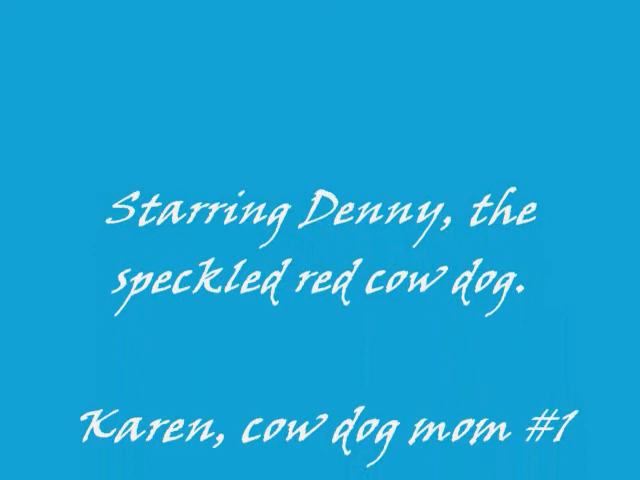 Starring Denny, the
speckled red cow dog.
Karen, cow dog mom #1